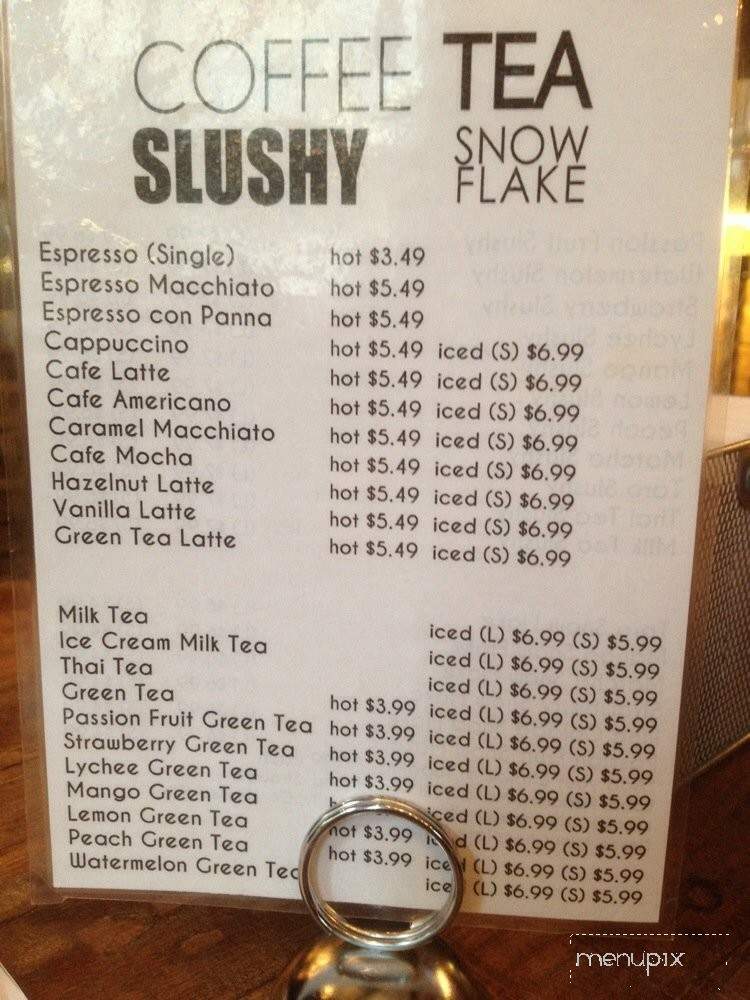 COFFEE TEA
SLUSHY SNOW FLAKE
Espresso (Single) hot $3.49
Espresso Macchiato hot $5.49
Espresso con Panna hot $5.49
Cappuccino hot $5.49 iced (S) $6.99
Cafe Latte hot $5.49 iced (S) $6.99
Cafe Americano hot $5.49 iced (S) $6.99
Caramel Macchiato hot $5.49 iced (S) $6.99
Cafe Mocha hot $5.49 iced (S) $6.99
Hazelnut Latte hot $5.49 iced (S) $6.99
Vanilla Latte hot $5.49 iced (S) $6.99
Green Tea Latte hot $5.49 iced (S) $6.99
Milk Tea iced (L) $6.99 (S) $5.99
Ice Cream Milk Tea iced (L) $6.99 (S) $5.99
Thai Tea iced (L) $6.99 (S) $5.99
Green Tea hot $3.99 iced (L) $6.99 (S) $5.99
Passion Fruit Green Tea hot $3.99 iced (L) $6.99 (S) $5.99
Strawberry Green Tea hot $3.99 iced (L) $6.99 (S) $5.99
Lychee Green Tea hot $3.99 iced (L) $6.99 (S) $5.99
Mango Green Tea iced (L) $6.99 (S) $5.99
Lemon Green Tea hot $3.99 iced (L) $6.99 (S) $5.99
Peach Green Tea hot $3.99 iced (L) $6.99 (S) $5.99
Watermelon Green Tea iced (L) $6.99 (S) $5.99
menupix